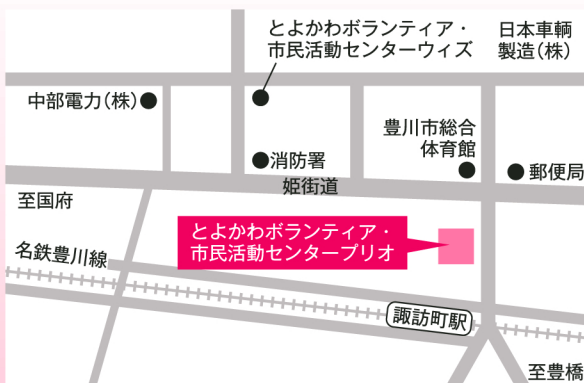 とよかわボランティア・
市民活動センターウィズ
日本車輌
製造(株)
中部電力(株)
豊川市総合
体育館
消防署
郵便局
姫街道
至国府
とよかわボランティア・
市民活動センタープリオ
名鉄豊川線
諏訪町駅
至豊橋